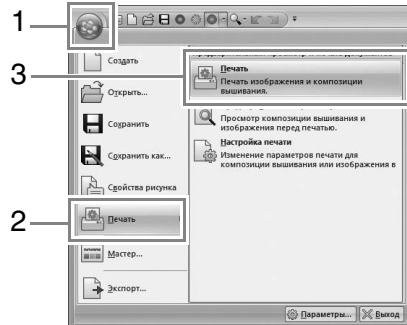 1
3
Создать
Печать
Печать изображения и композиции
вышивания.
Открыть...
Просмотр композиции вышивания и
изображения перед печатью.
Сохранить
Настройка печати
Изменение параметров печати для
композиции вышивания или изображения в
Сохранить как...
Свойства рисунка
2
Печать
Мастер...
Экспорт...
Параметры...
Выход